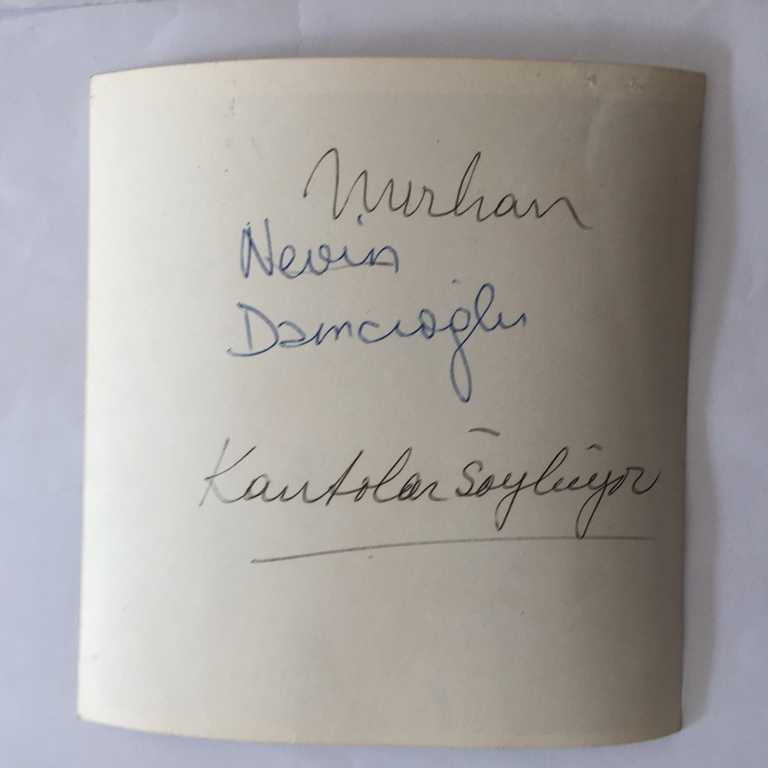 Nurhan
Nevin
Damcıoğlu
Kantolar Söylüyor